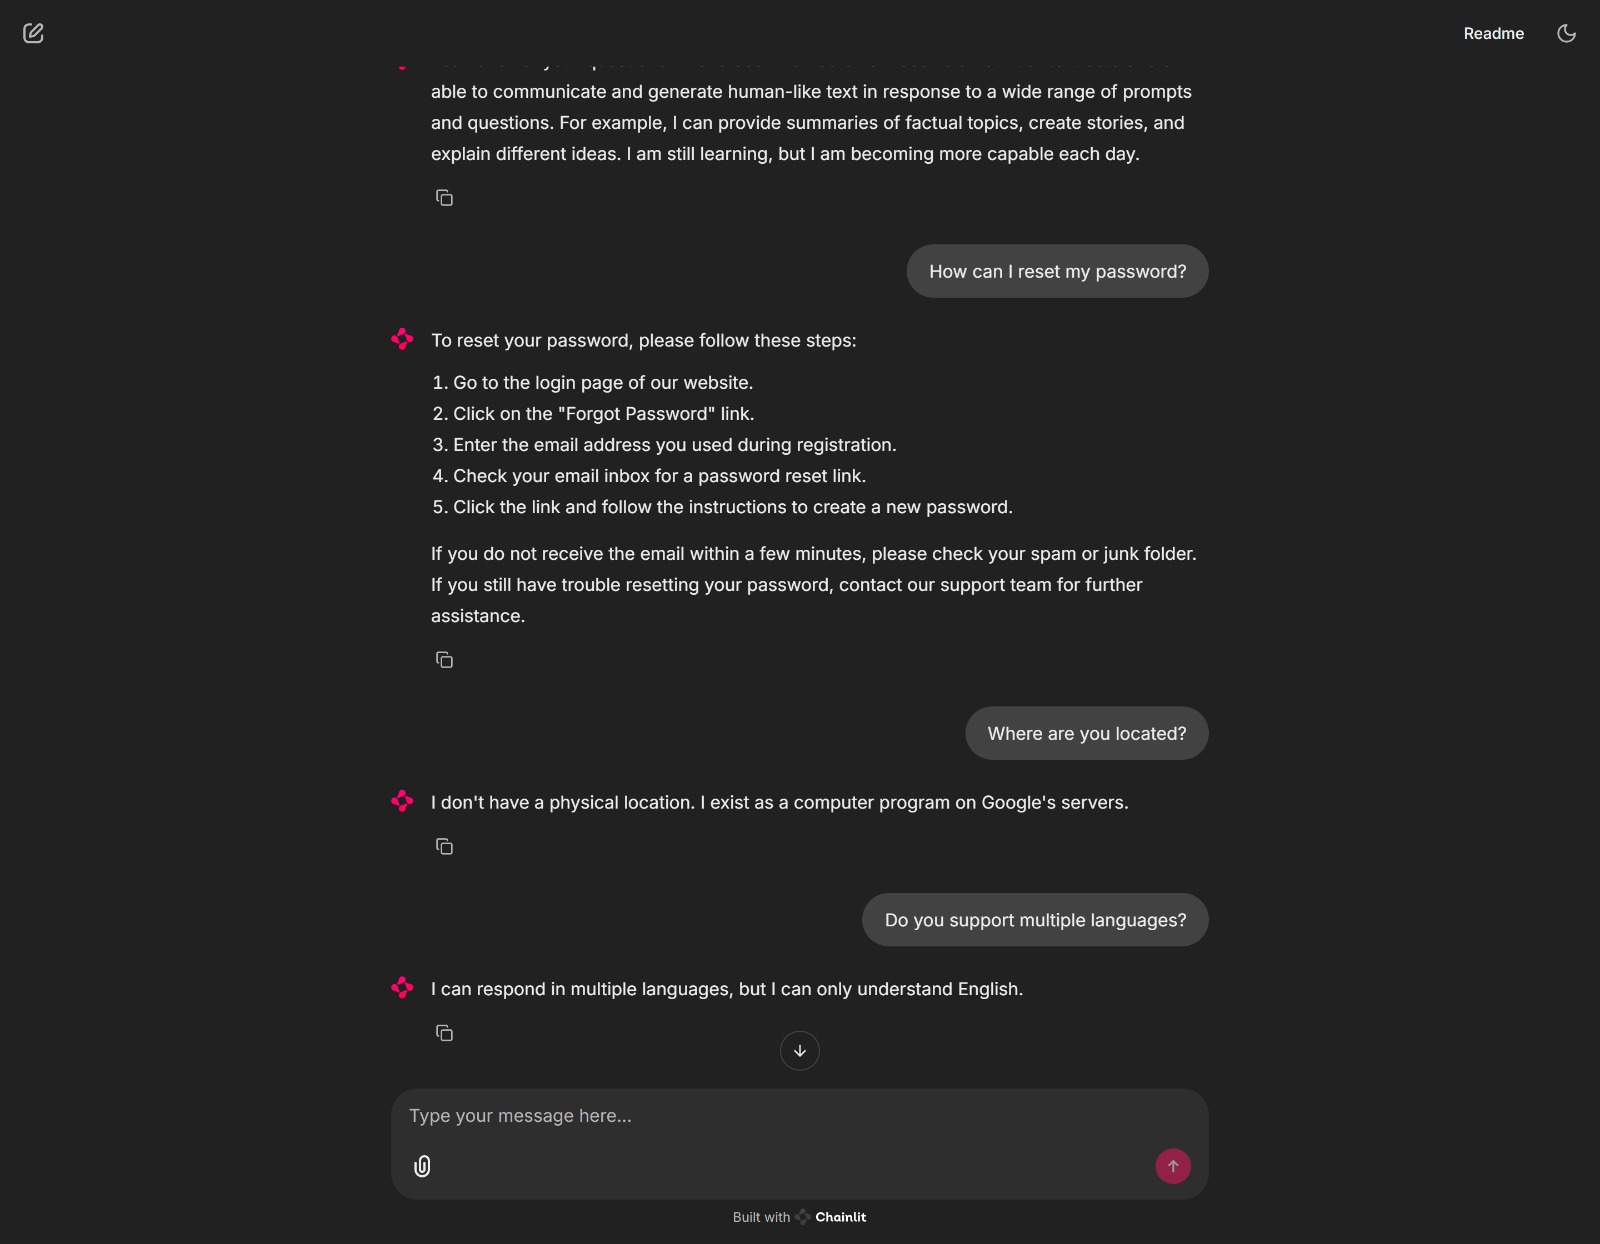 Readme
able to communicate and generate human-like text in response to a wide range of prompts
and questions. For example, I can provide summaries of factual topics, create stories, and
explain different ideas. I am still learning, but I am becoming more capable each day.
How can I reset my password?
To reset your password, please follow these steps:
1. Go to the login page of our website.
2. Click on the "Forgot Password" link.
3. Enter the email address you used during registration.
4. Check your email inbox for a password reset link.
5. Click the link and follow the instructions to create a new password.
If you do not receive the email within a few minutes, please check your spam or junk folder.
If you still have trouble resetting your password, contact our support team for further
assistance.
Where are you located?
I don't have a physical location. I exist as a computer program on Google's servers.
Do you support multiple languages?
I can respond in multiple languages, but I can only understand English.
Type your message here...
Built with Chainlit